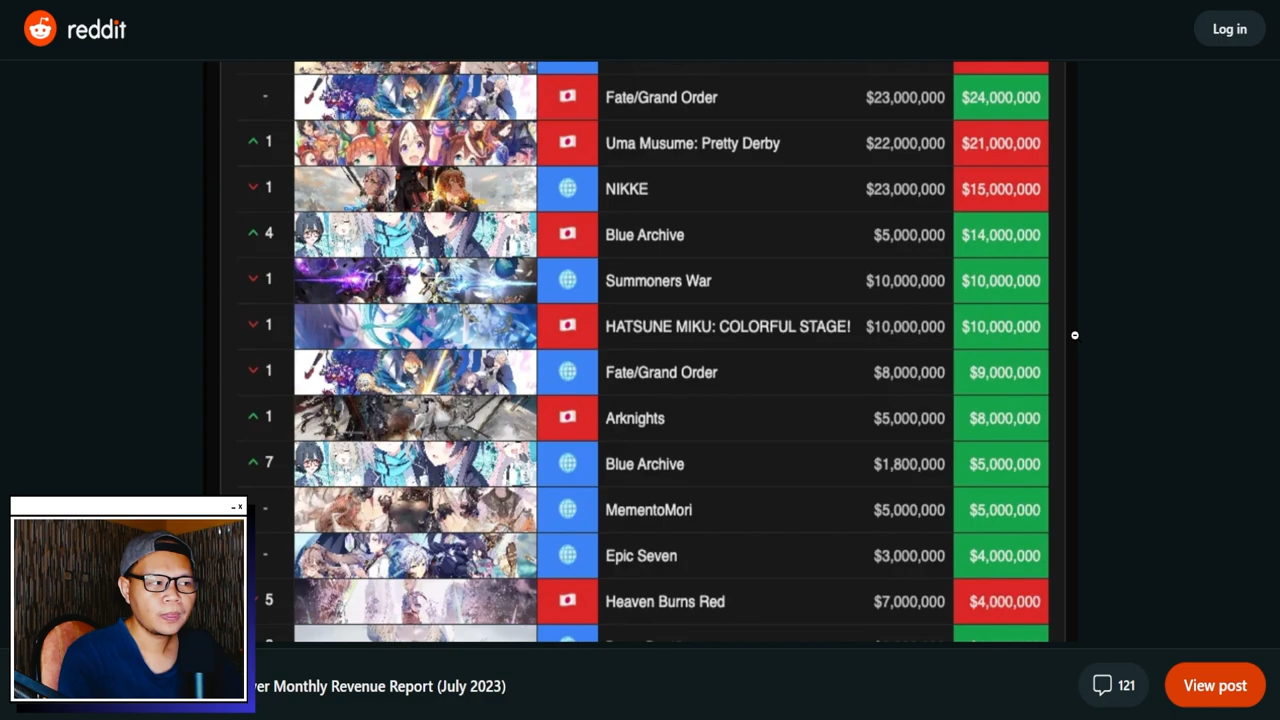 reddit
Log in
- Fate/Grand Order $23,000,000 $24,000,000
1 Uma Musume: Pretty Derby $22,000,000 $21,000,000
1 NIKKE $23,000,000 $15,000,000
4 Blue Archive $5,000,000 $14,000,000
1 Summoners War $10,000,000 $10,000,000
1 HATSUNE MIKU: COLORFUL STAGE! $10,000,000 $10,000,000
1 Fate/Grand Order $8,000,000 $9,000,000
1 Arknights $5,000,000 $8,000,000
7 Blue Archive $1,800,000 $5,000,000
- MementoMori $5,000,000 $5,000,000
- Epic Seven $3,000,000 $4,000,000
5 Heaven Burns Red $7,000,000 $4,000,000
Monthly Revenue Report (July 2023)
121
View post